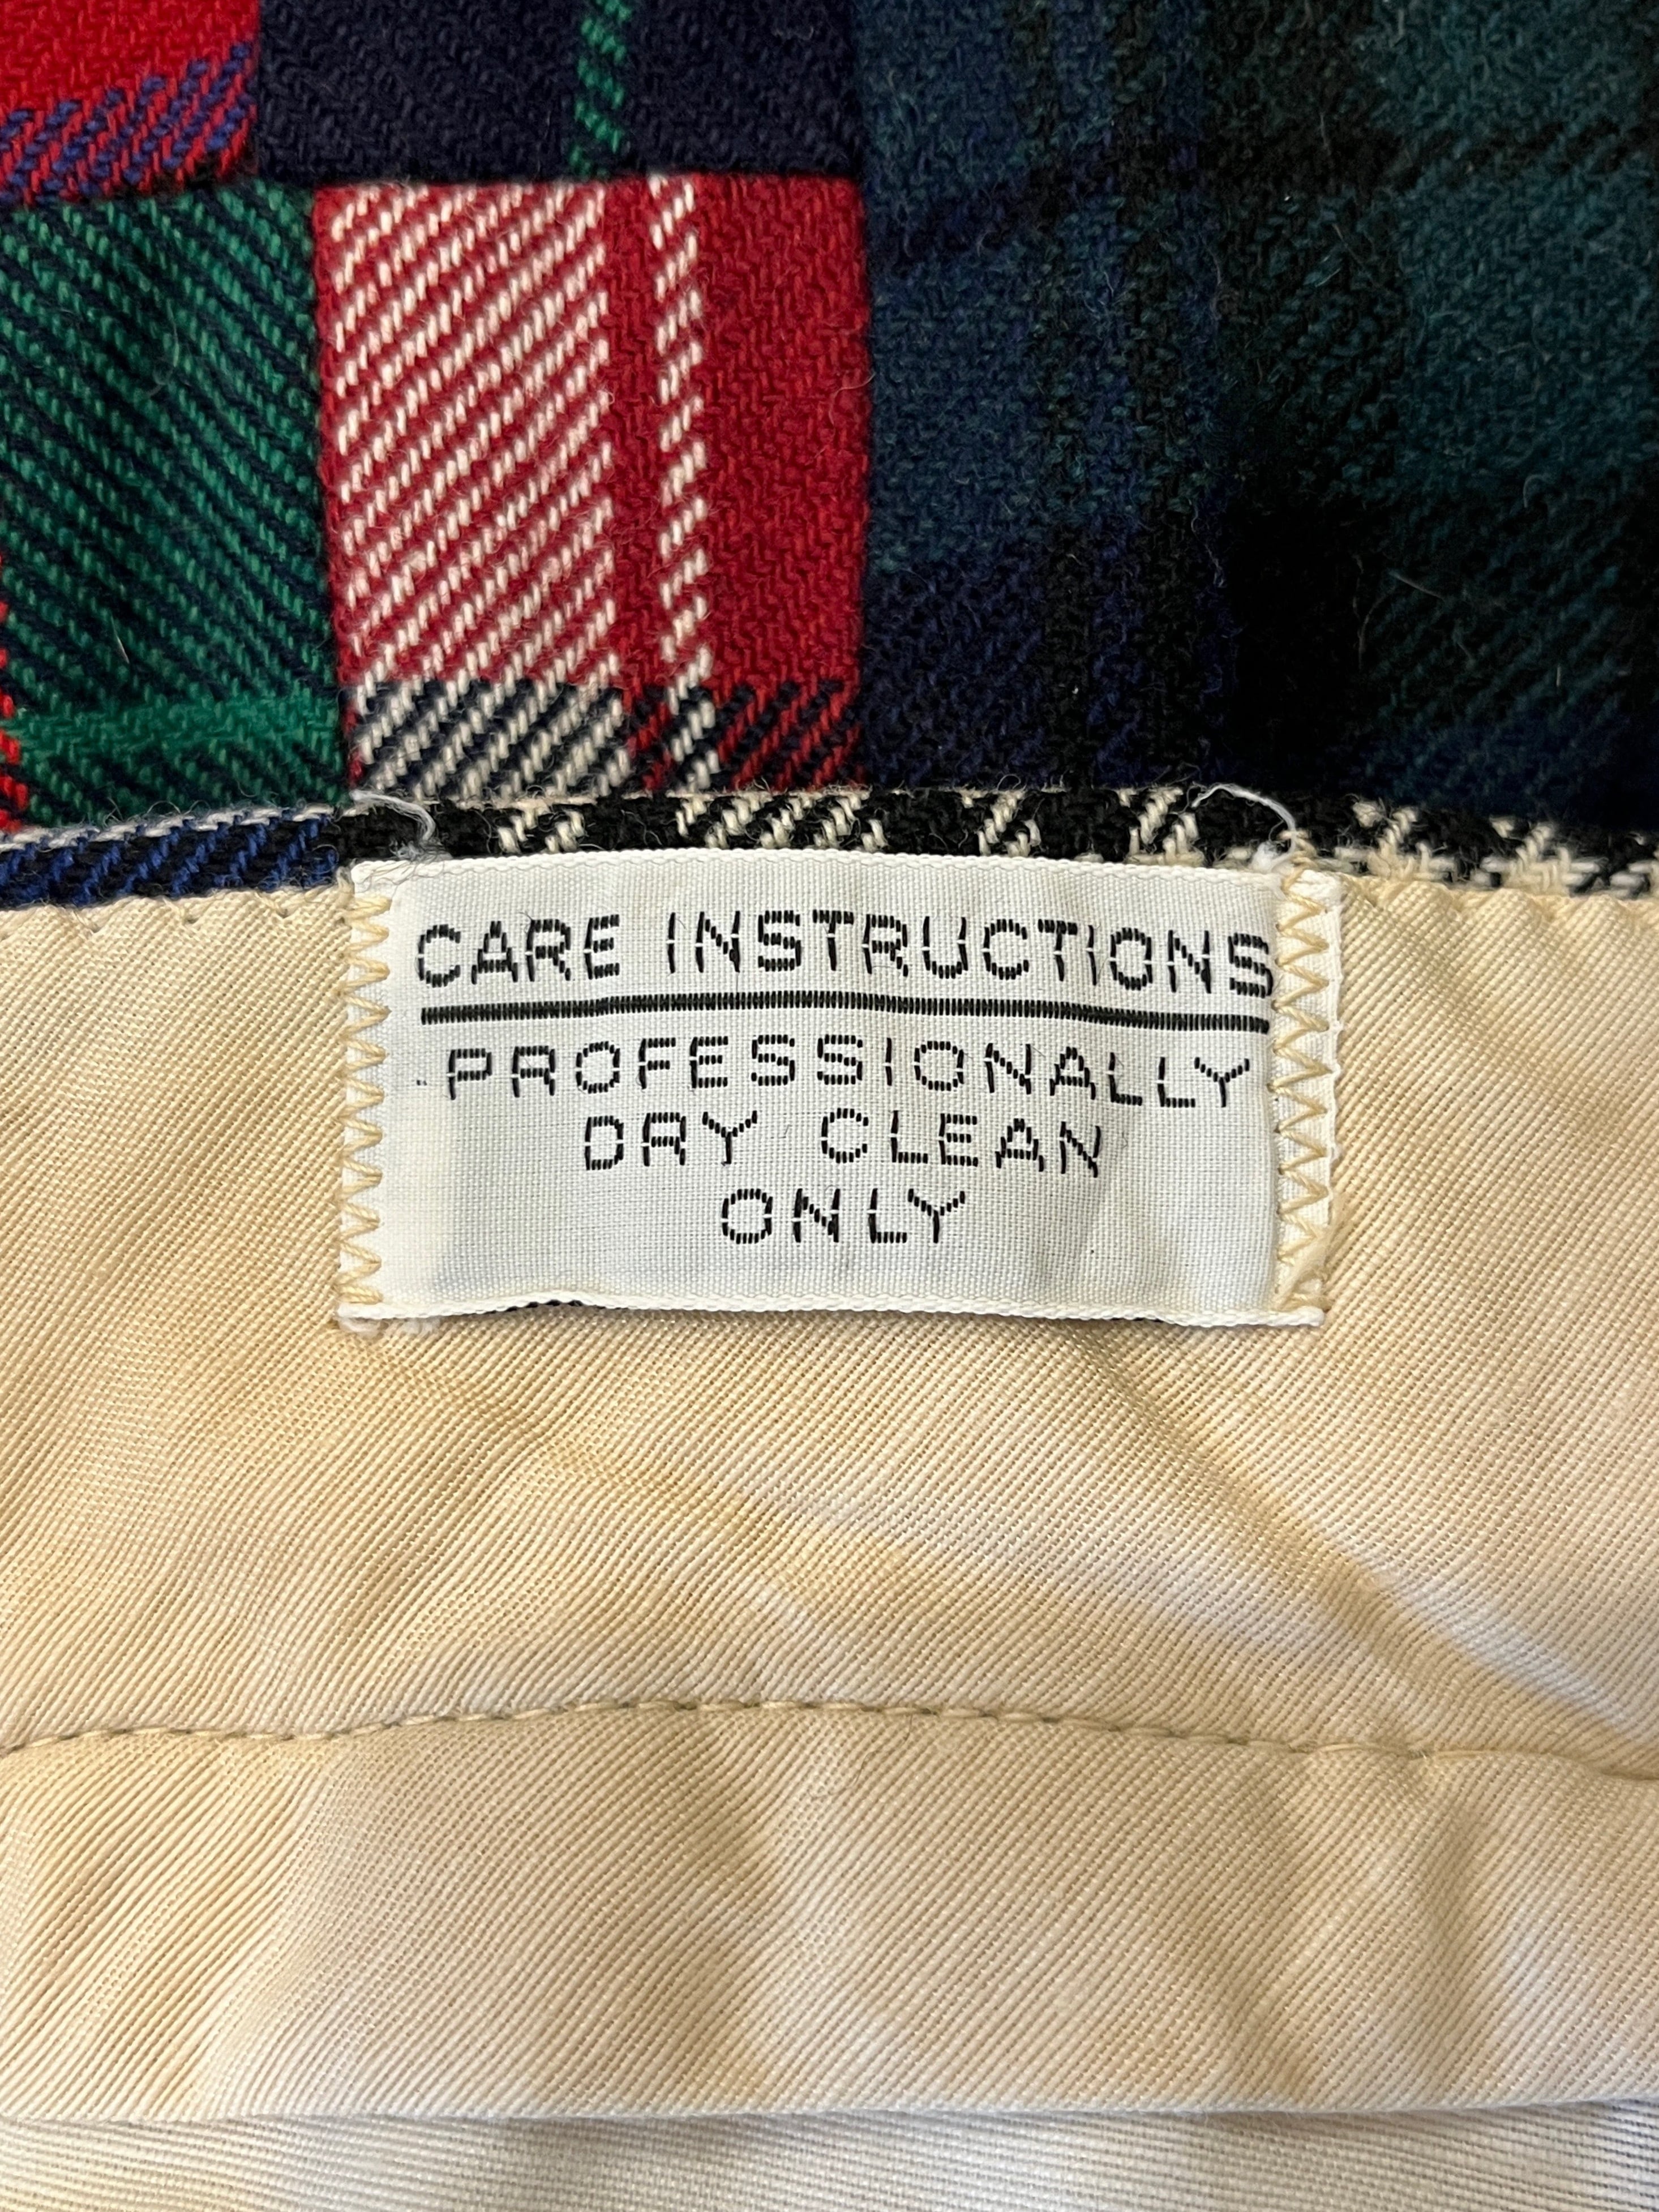 CARE INSTRUCTIONS
PROFESSIONALLY
DRY CLEAN
ONLY